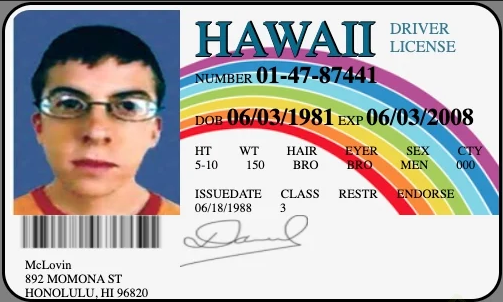 HAWAII DRIVER
LICENSE
NUMBER 01-47-87441
DOB 06/03/1981 EXP 06/03/2008
HT WT HAIR EYER SEX CTY
5-10 150 BRO BRO MEN 000
ISSUEDATE CLASS RESTR ENDORSE
06/18/1988 3
McLovin
892 MOMONA ST
HONOLULU, HI 96820